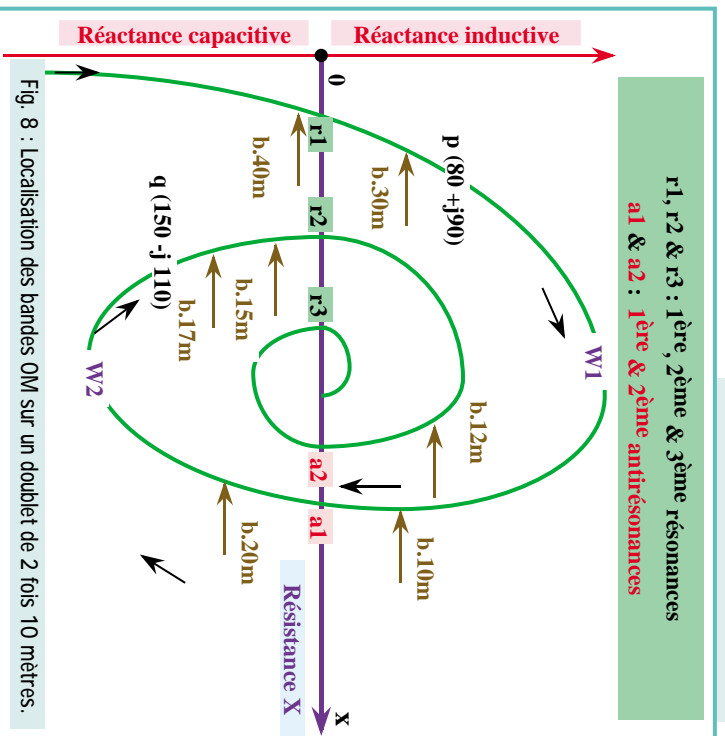 Réactance capacitive
Réactance inductive
r1, r2 & r3 : 1ère, 2ème & 3ème résonances
a1 & a2 : 1ère & 2ème antirésonances
0
r1
r2
r3
a2
a1
Résistance X
x
b.40m
b.30m
p (80 +j90)
q (150 -j 110)
b.17m
b.15m
W1
W2
b.12m
b.10m
b.20m
Fig. 8 : Localisation des bandes OM sur un doublet de 2 fois 10 mètres.